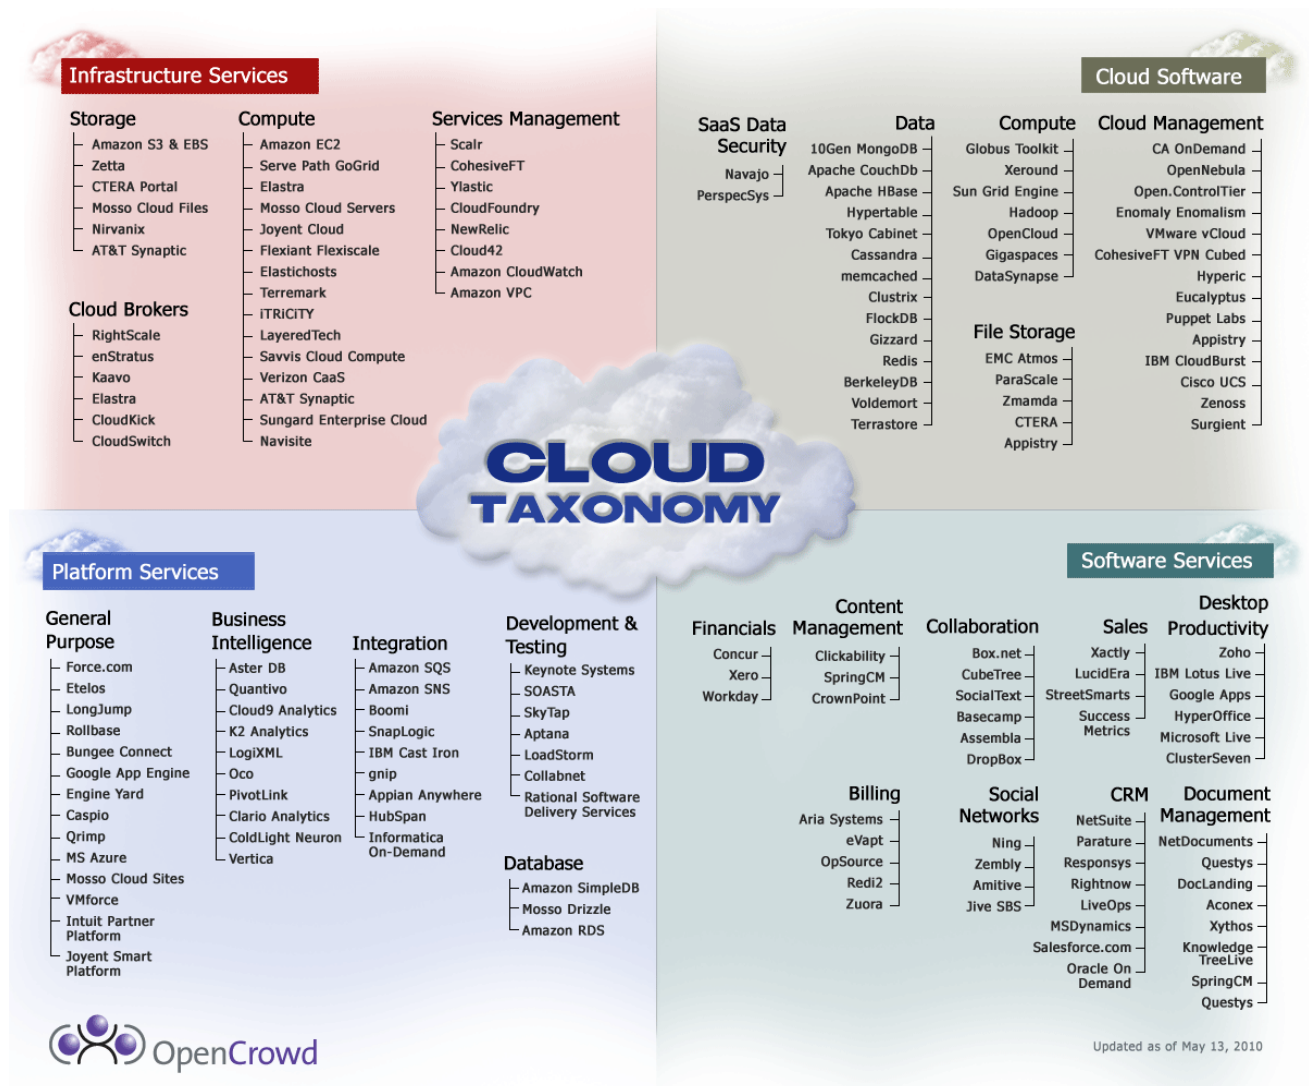 Infrastructure Services
Storage
Amazon S3 & EBS
Zetta
CTERA Portal
Mosso Cloud Files
Nirvanix
AT&T Synaptic
Cloud Brokers
RightScale
enStratus
Kaavo
Elastra
CloudKick
CloudSwitch
Compute
Amazon EC2
Serve Path GoGrid
Elastra
Mosso Cloud Servers
Joyent Cloud
Flexiant Flexiscale
Elastichosts
Terremark
iTRiCiTY
LayeredTech
Savvis Cloud Compute
Verizon CaaS
AT&T Synaptic
Sungard Enterprise Cloud
Navisite
Services Management
Scalr
CohesiveFT
Ylastic
CloudFoundry
NewRelic
Cloud42
Amazon CloudWatch
Amazon VPC
Cloud Software
SaaS Data
Security
Navajo
PerspecSys
Data
10Gen MongoDB
Apache CouchDb
Apache HBase
Hypertable
Tokyo Cabinet
Cassandra
memcached
Clustrix
FlockDB
Gizzard
Redis
BerkeleyDB
Voldemort
Terrastore
Compute
Globus Toolkit
Xeround
Sun Grid Engine
Hadoop
OpenCloud
Gigaspaces
DataSynapse
File Storage
EMC Atmos
ParaScale
Zmamda
CTERA
Appistry
Cloud Management
CA OnDemand
OpenNebula
Open.ControlTier
Enomaly Enomalism
VMware vCloud
CohesiveFT VPN Cubed
Hyperic
Eucalyptus
Puppet Labs
Appistry
IBM CloudBurst
Cisco UCS
Zenoss
Surgient
CLOUD
TAXONOMY
Platform Services
General
Purpose
Force.com
Etelos
LongJump
Rollbase
Bungee Connect
Google App Engine
Engine Yard
Caspio
Qrimp
MS Azure
Mosso Cloud Sites
VMforce
Intuit Partner
Platform
Joyent Smart
Platform
Business
Intelligence
Aster DB
Quantivo
Cloud9 Analytics
K2 Analytics
LogiXML
Oco
PivotLink
Clario Analytics
ColdLight Neuron
Vertica
Integration
Amazon SQS
Amazon SNS
Boomi
SnapLogic
IBM Cast Iron
gnip
Appian Anywhere
HubSpan
Informatica
On-Demand
Development &
Testing
Keynote Systems
SOASTA
SkyTap
Aptana
LoadStorm
Collabnet
Rational Software
Delivery Services
Database
Amazon SimpleDB
Mosso Drizzle
Amazon RDS
Software Services
Financials
Concur
Xero
Workday
Content
Management
Clickability
SpringCM
CrownPoint
Collaboration
Box.net
CubeTree
SocialText
Basecamp
Assembla
DropBox
Sales
Xactly
LucidEra
StreetSmarts
Success
Metrics
Desktop
Productivity
Zoho
IBM Lotus Live
Google Apps
HyperOffice
Microsoft Live
ClusterSeven
Billing
Aria Systems
eVapt
OpSource
Redi2
Zuora
Social
Networks
Ning
Zembly
Amitive
Jive SBS
CRM
NetSuite
Parature
Responsys
Rightnow
LiveOps
MSDynamics
Salesforce.com
Oracle On
Demand
Document
Management
NetDocuments
Questys
DocLanding
Aconex
Xythos
Knowledge
TreeLive
SpringCM
Questys
OpenCrowd
Updated as of May 13, 2010